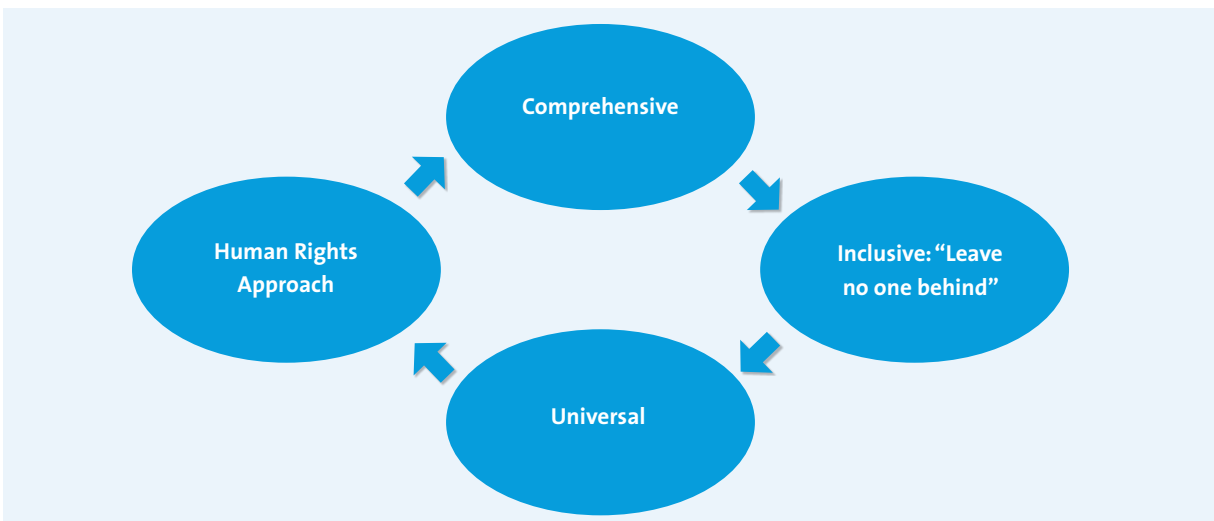 Comprehensive
Human Rights
Approach
Inclusive: “Leave
no one behind”
Universal